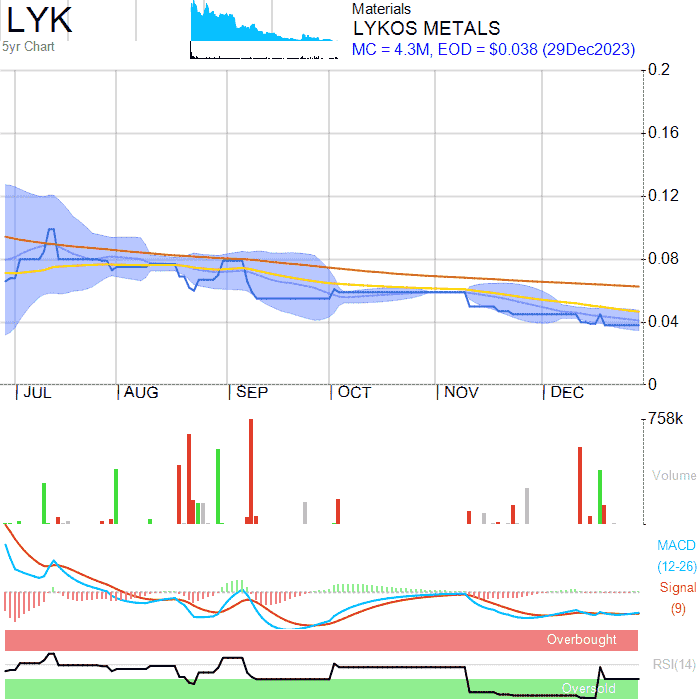 LYK
5yr Chart
Materials
LYKOS METALS
MC = 4.3M, EOD = $0.038 (29Dec2023)
0.2
0.16
0.12
0.08
0.04
0
JUL AUG SEP OCT NOV DEC
758k
Volume
MACD
(12-26)
Signal
(9)
Overbought
RSI(14)
Oversold